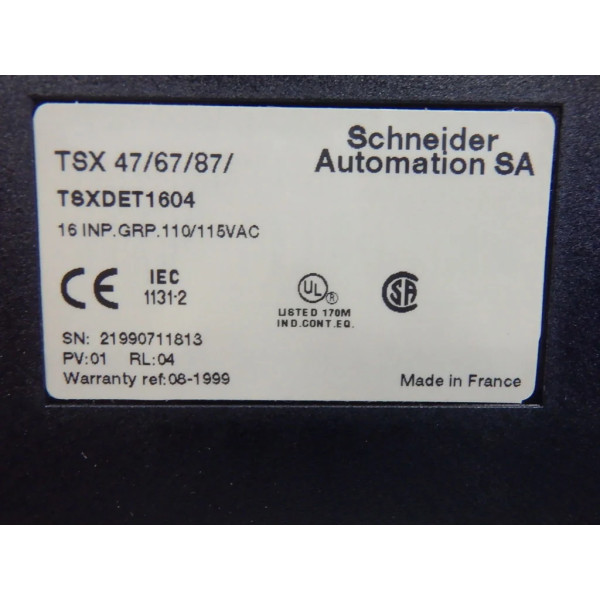 Schneider
Automation SA
TSX 47/67/87/
TSXDET1604
16 INP.GRP.110/115VAC
CE
IEC
1131-2
UL ®
LISTED 170M
IND.CONT.EQ.
SA
SN: 21990711813
PV:01 RL:04
Warranty ref:08-1999
Made in France